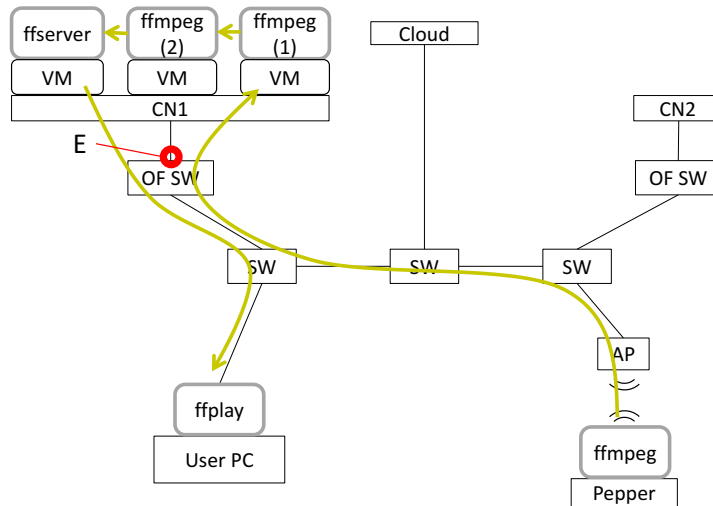 ffserver
ffmpeg
(2)
ffmpeg
(1)
Cloud
VM
VM
VM
CN1
CN2
E
OF SW
OF SW
SW
SW
SW
AP
ffplay
User PC
ffmpeg
Pepper